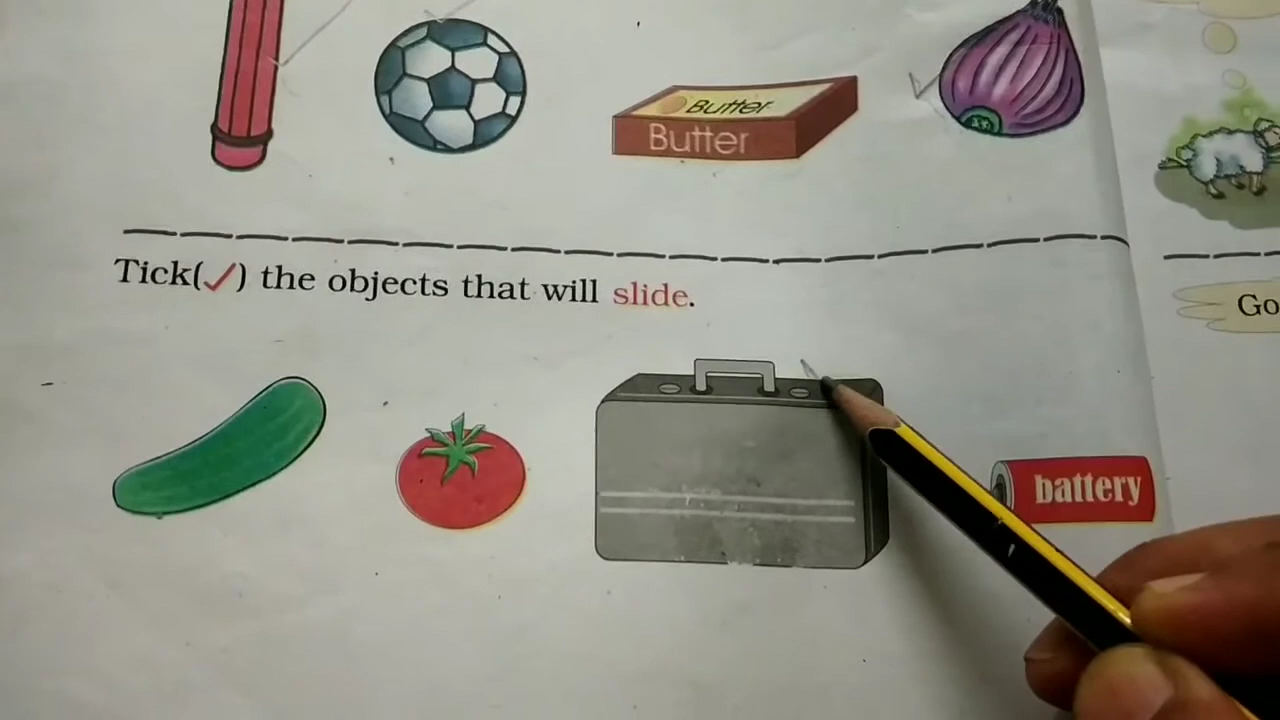 Butter
Butter
Tick(✓) the objects that will slide.
Go
battery